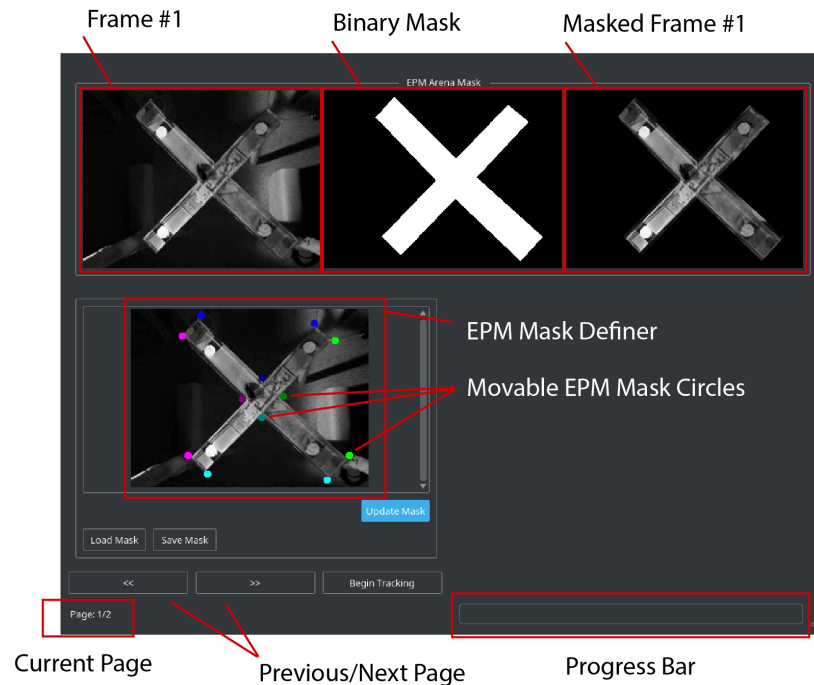 Frame #1
Binary Mask
Masked Frame #1
EPM Arena Mask
EPM Mask Definer
Movable EPM Mask Circles
Update Mask
Load Mask
Save Mask
<<
>>
Begin Tracking
Page: 1/2
Current Page
Previous/Next Page
Progress Bar